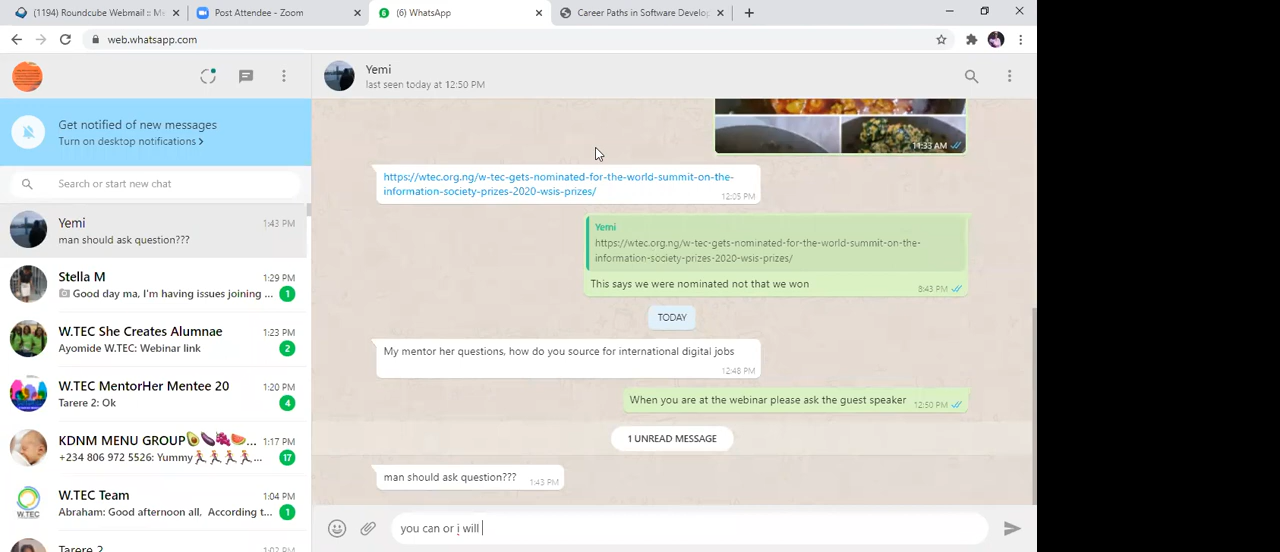 (1194) Roundcube Webmail :: M
Post Attendee - Zoom
(6) WhatsApp
Career Paths in Software Develop
web.whatsapp.com
Get notified of new messages
Turn on desktop notifications >
Search or start new chat
Yemi
1:43 PM
man should ask question???
Stella M
1:29 PM
Good day ma, I'm having issues joining ...
1
W.TEC She Creates Alumnae
1:23 PM
Ayomide W.TEC: Webinar link
2
W.TEC MentorHer Mentee 20
1:20 PM
Tarere 2: Ok
4
KDNM MENU GROUP🥑🍆🍉🍊...
1:17 PM
+234 806 972 5526: Yummy 🏃🏃🏃🏃...
17
W.TEC Team
1:04 PM
Abraham: Good afternoon all. According t...
1
Tarere 2
1:02 PM
Yemi
last seen today at 12:50 PM
11:33 AM
https://wtec.org.ng/w-tec-gets-nominated-for-the-world-summit-on-the-
information-society-prizes-2020-wsis-prizes/
12:05 PM
Yemi
https://wtec.org.ng/w-tec-gets-nominated-for-the-world-summit-on-the-
information-society-prizes-2020-wsis-prizes/
This says we were nominated not that we won
8:43 PM
TODAY
My mentor her questions, how do you source for international digital jobs
12:48 PM
When you are at the webinar please ask the guest speaker
12:50 PM
1 UNREAD MESSAGE
man should ask question???
1:43 PM
you can or i will